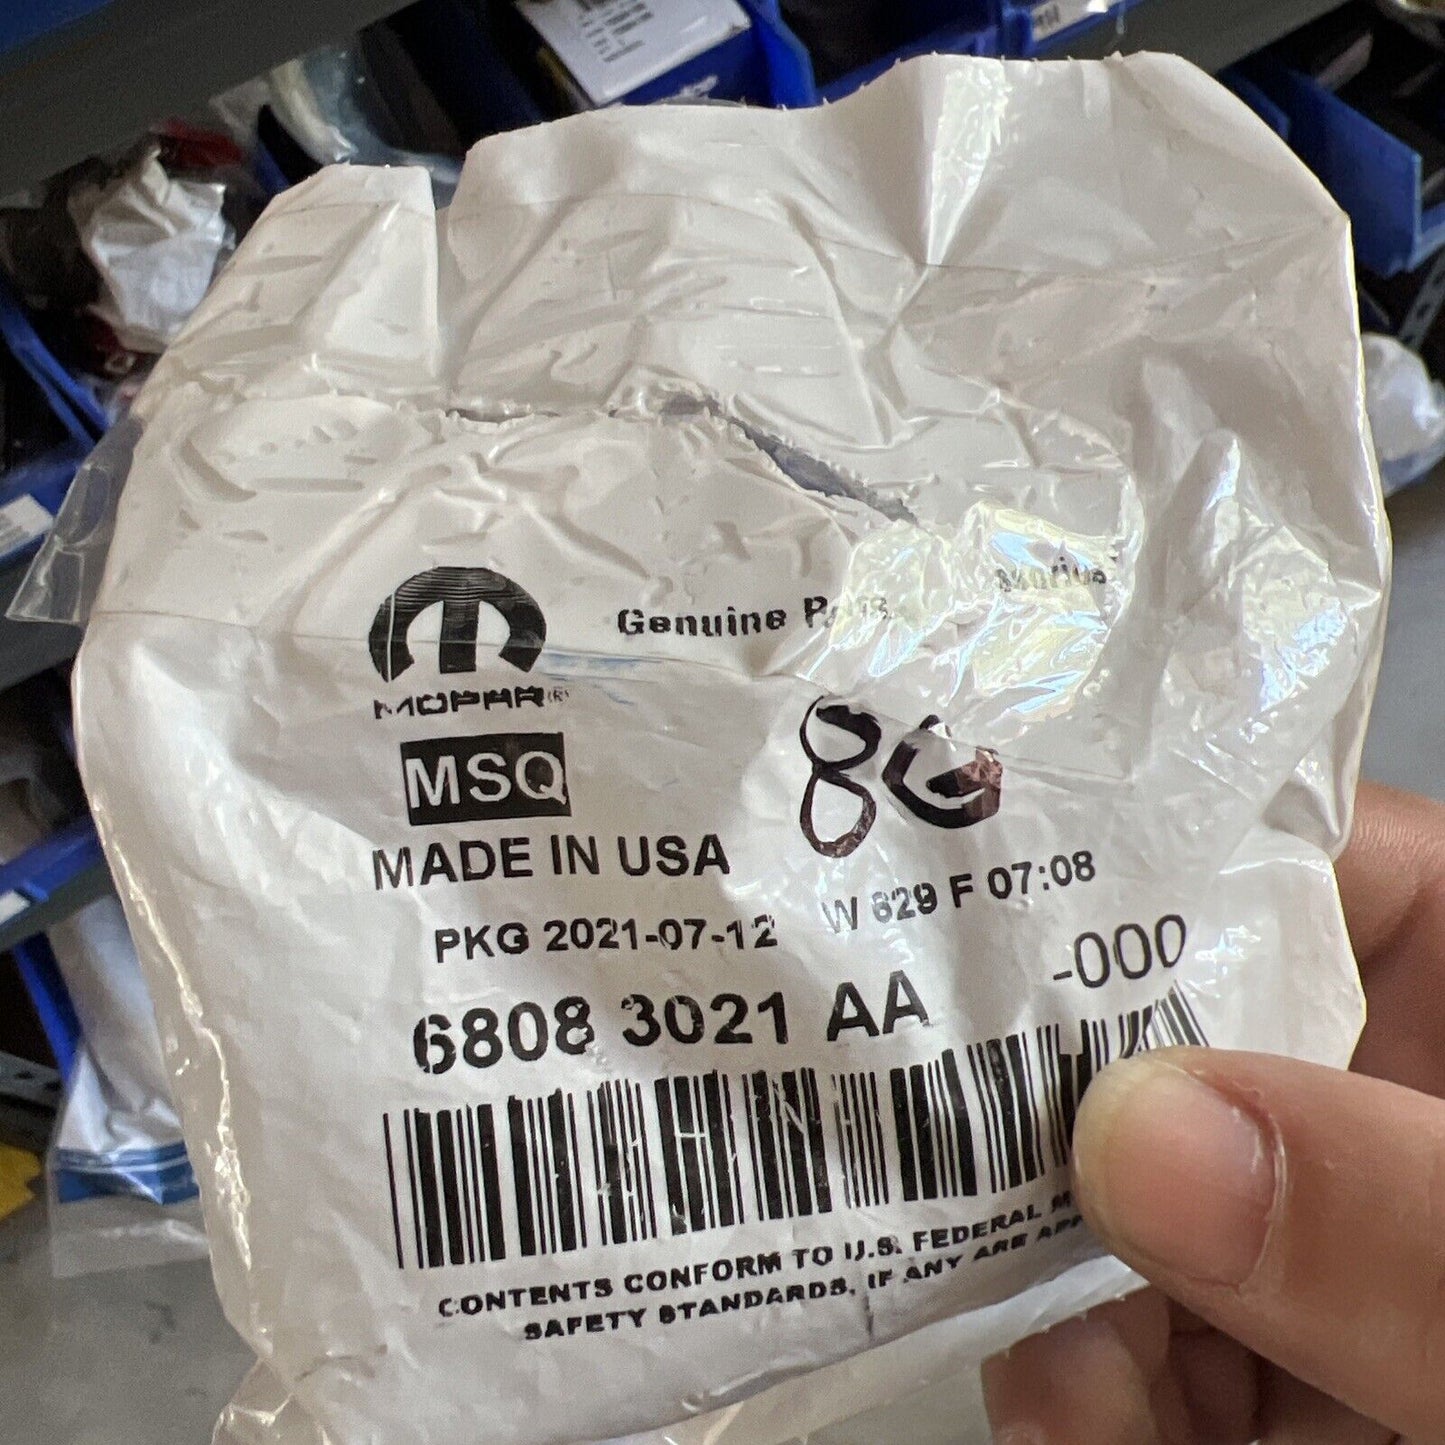 Genuine Parts
MOPAR(R)
MSQ
8G
MADE IN USA
PKG 2021-07-12 W 629 F 07:08
6808 3021 AA -000
CONTENTS CONFORM TO U.S. FEDERAL
SAFETY STANDARDS, IF ANY ARE